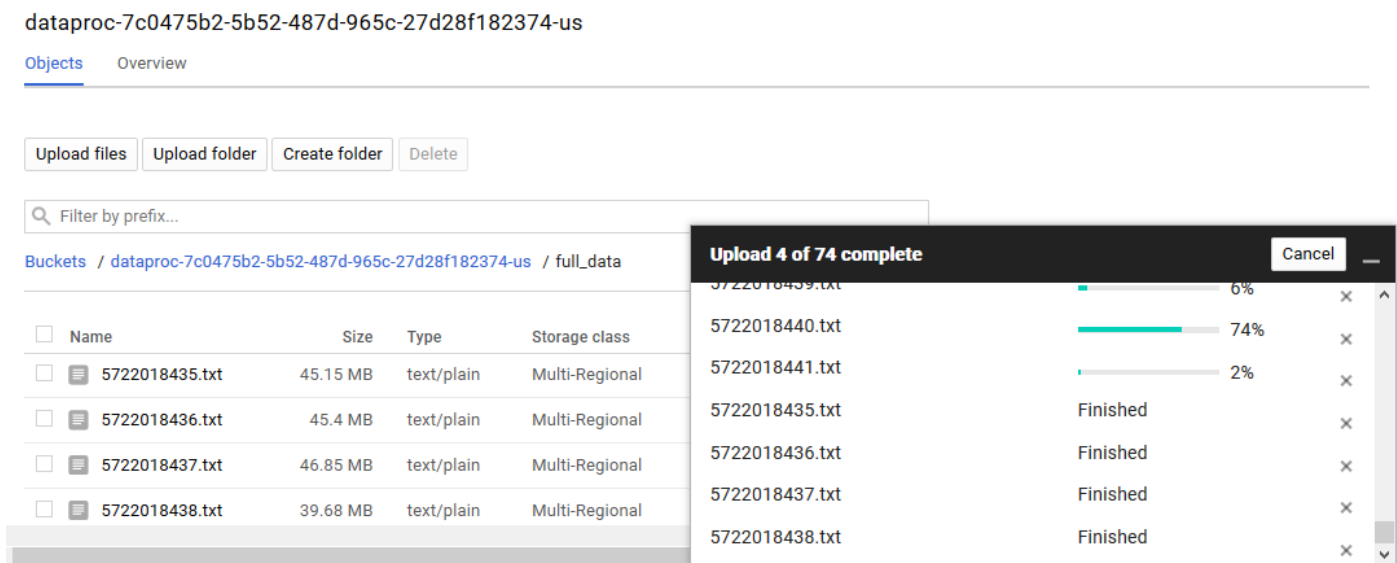 dataproc-7c0475b2-5b52-487d-965c-27d28f182374-us
Objects Overview
Upload files Upload folder Create folder Delete
Filter by prefix...
Buckets / dataproc-7c0475b2-5b52-487d-965c-27d28f182374-us / full_data
Name Size Type Storage class
5722018435.txt 45.15 MB text/plain Multi-Regional
5722018436.txt 45.4 MB text/plain Multi-Regional
5722018437.txt 46.85 MB text/plain Multi-Regional
5722018438.txt 39.68 MB text/plain Multi-Regional
Upload 4 of 74 complete Cancel
5722018439.txt 6%
5722018440.txt 74%
5722018441.txt 2%
5722018435.txt Finished
5722018436.txt Finished
5722018437.txt Finished
5722018438.txt Finished